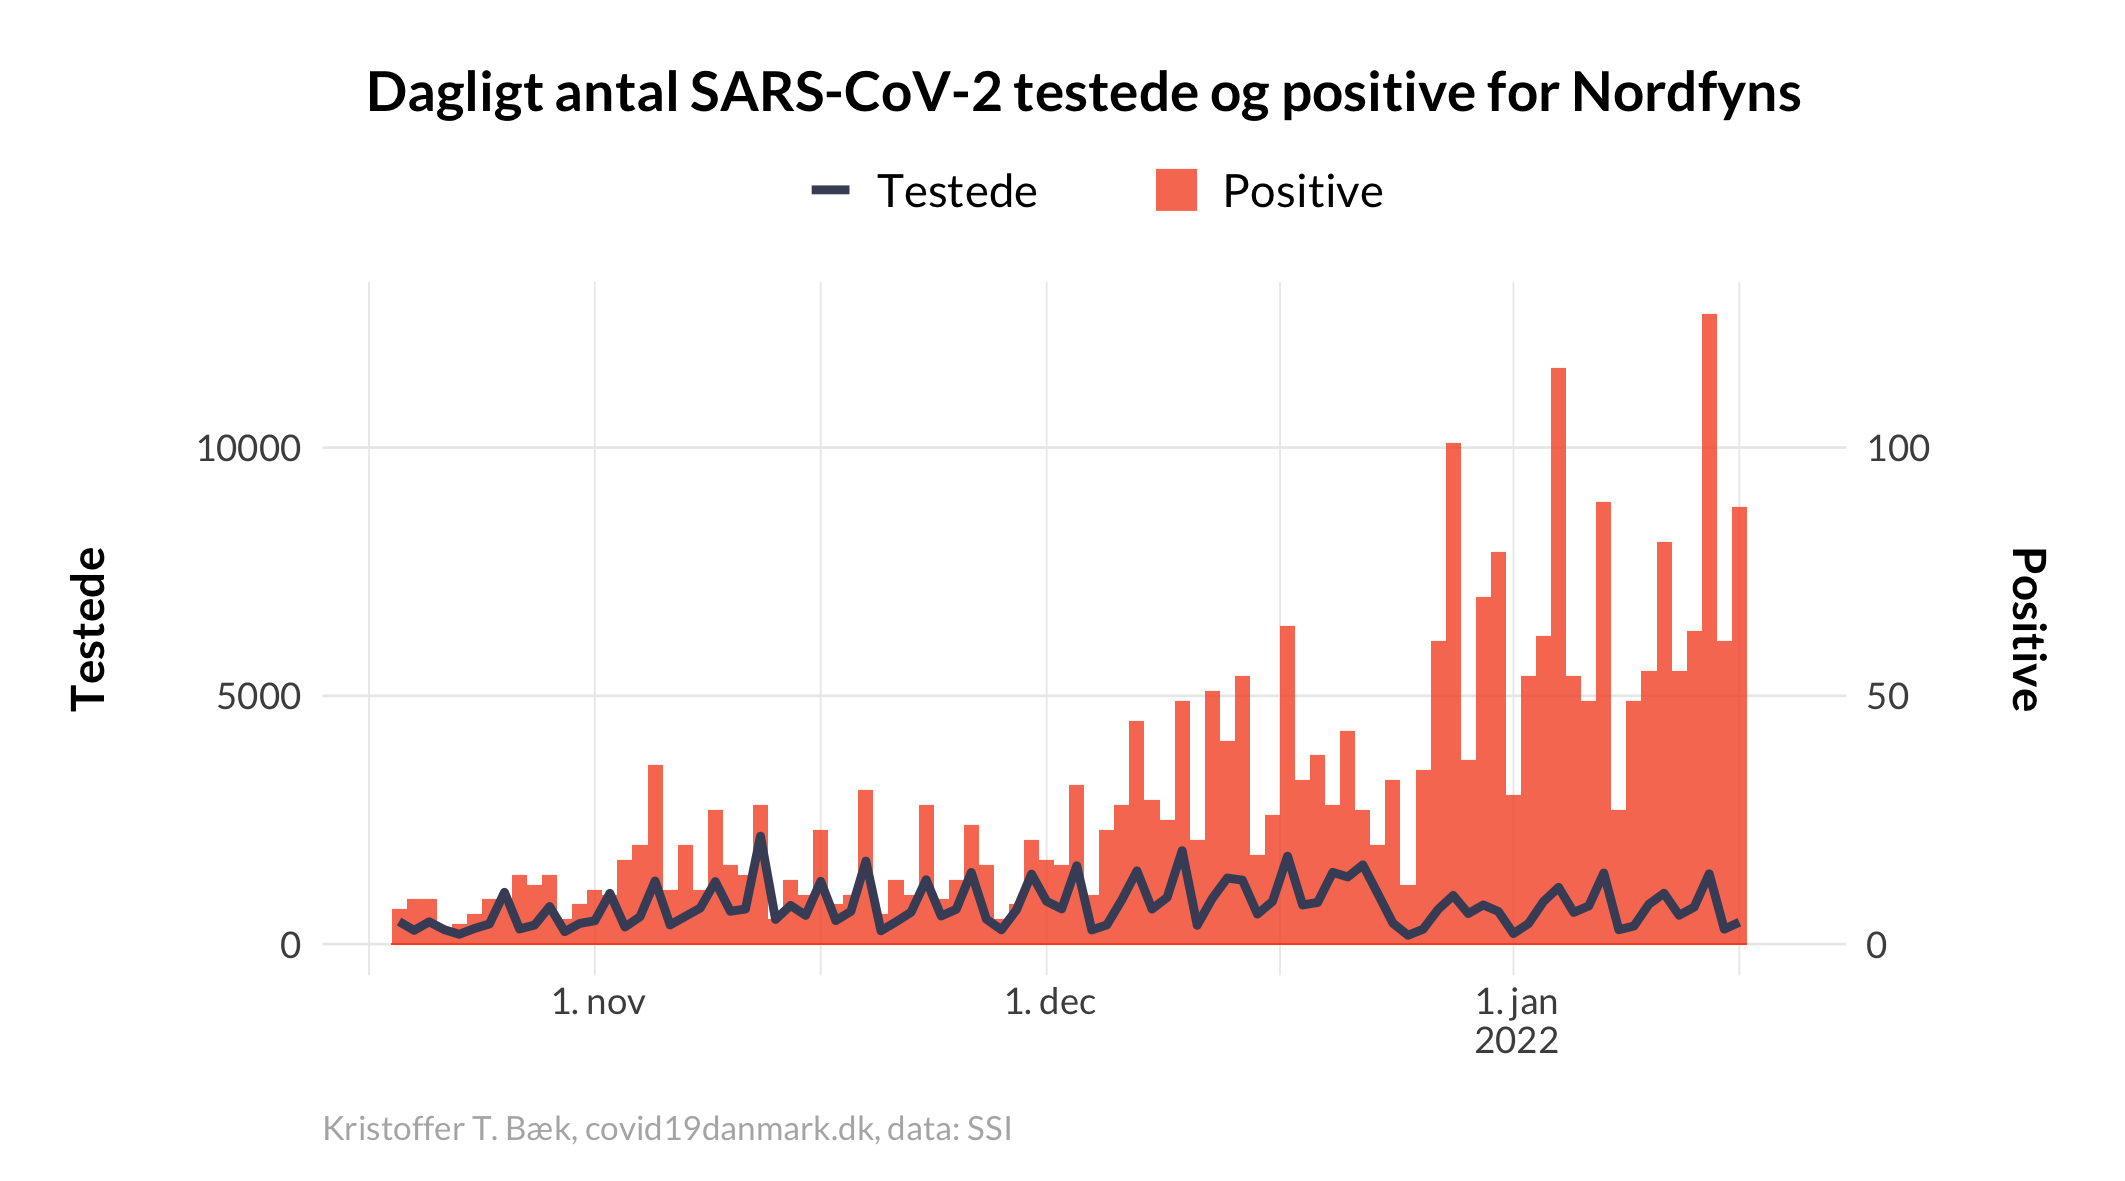 Dagligt antal SARS-CoV-2 testede og positive for Nordfyns
Testede
Positive
10000
5000
0
Testede
100
50
0
Positive
1. nov
1. dec
1. jan
2022
Kristoffer T. Bæk, covid19danmark.dk, data: SSI